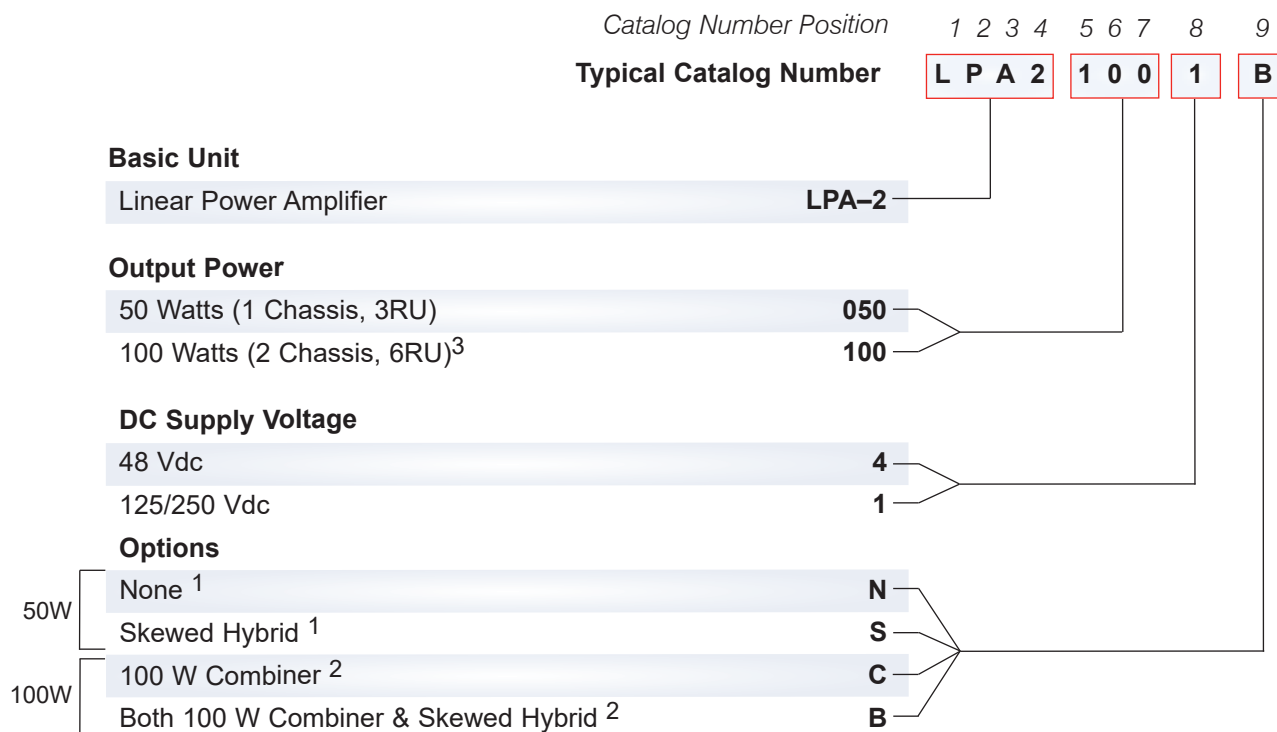 Catalog Number Position 1 2 3 4 5 6 7 8 9
Typical Catalog Number L P A 2 1 0 0 1 B
Basic Unit
Linear Power Amplifier LPA–2
Output Power
50 Watts (1 Chassis, 3RU) 050
100 Watts (2 Chassis, 6RU)3 100
DC Supply Voltage
48 Vdc 4
125/250 Vdc 1
Options
50W
None 1 N
Skewed Hybrid 1 S
100W
100 W Combiner 2 C
Both 100 W Combiner & Skewed Hybrid 2 B